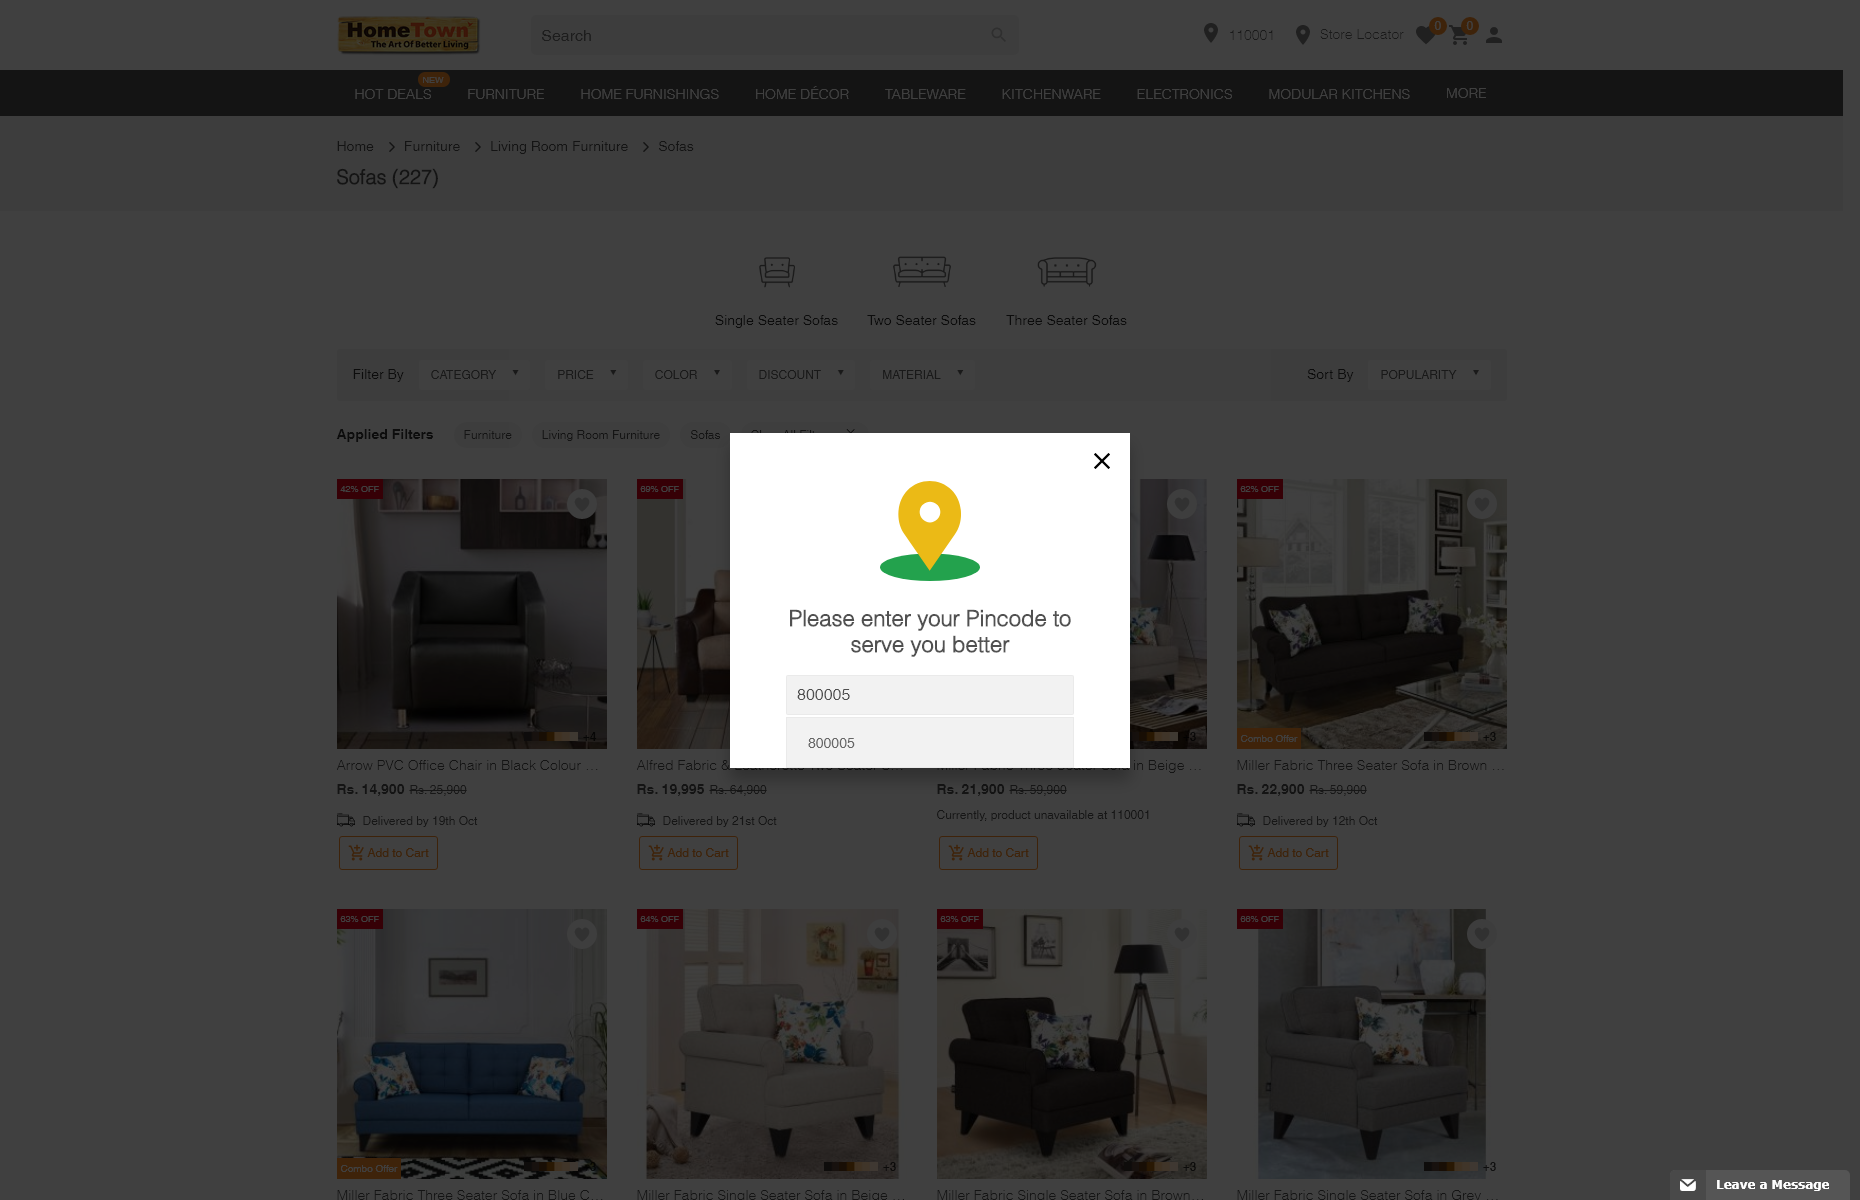 HomeTown
The Art Of Better Living
Search
110001
Store Locator
0
0
NEW
HOT DEALS
FURNITURE
HOME FURNISHINGS
HOME DÉCOR
TABLEWARE
KITCHENWARE
ELECTRONICS
MODULAR KITCHENS
MORE
Home > Furniture > Living Room Furniture > Sofas
Sofas (227)
Single Seater Sofas
Two Seater Sofas
Three Seater Sofas
Filter By
CATEGORY
PRICE
COLOR
DISCOUNT
MATERIAL
Sort By
POPULARITY
Applied Filters
Furniture
Living Room Furniture
Sofas
Please enter your Pincode to
serve you better
800005
800005
42% OFF
69% OFF
62% OFF
+4
+3
+3
Combo Offer
Arrow PVC Office Chair in Black Colour ...
Rs. 14,900 Rs. 25,900
Delivered by 19th Oct
Add to Cart
Alfred Fabric &
Rs. 19,995 Rs. 64,900
Delivered by 21st Oct
Add to Cart
in Beige ...
Rs. 21,900 Rs. 59,900
Currently, product unavailable at 110001
Add to Cart
Miller Fabric Three Seater Sofa in Brown ...
Rs. 22,900 Rs. 59,900
Delivered by 12th Oct
Add to Cart
63% OFF
64% OFF
63% OFF
66% OFF
Combo Offer
+3
+3
+3
Miller Fabric Three Seater Sofa in Blue C...
Miller Fabric Single Seater Sofa in Beige ...
Miller Fabric Single Seater Sofa in Brown...
Miller Fabric Single Seater Sofa in Grey ...
Leave a Message